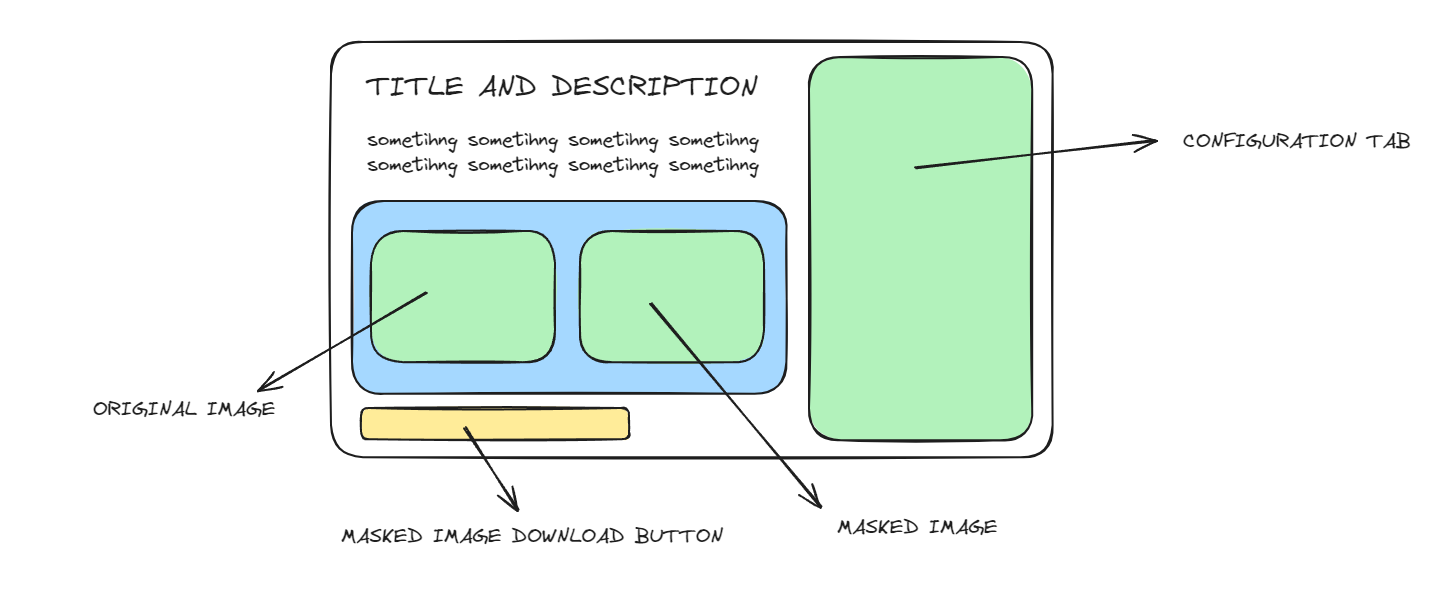 TITLE AND DESCRIPTION
sometihng sometihng sometihng sometihng
sometihng sometihng sometihng sometihng
CONFIGURATION TAB
ORIGINAL IMAGE
MASKED IMAGE DOWNLOAD BUTTON
MASKED IMAGE